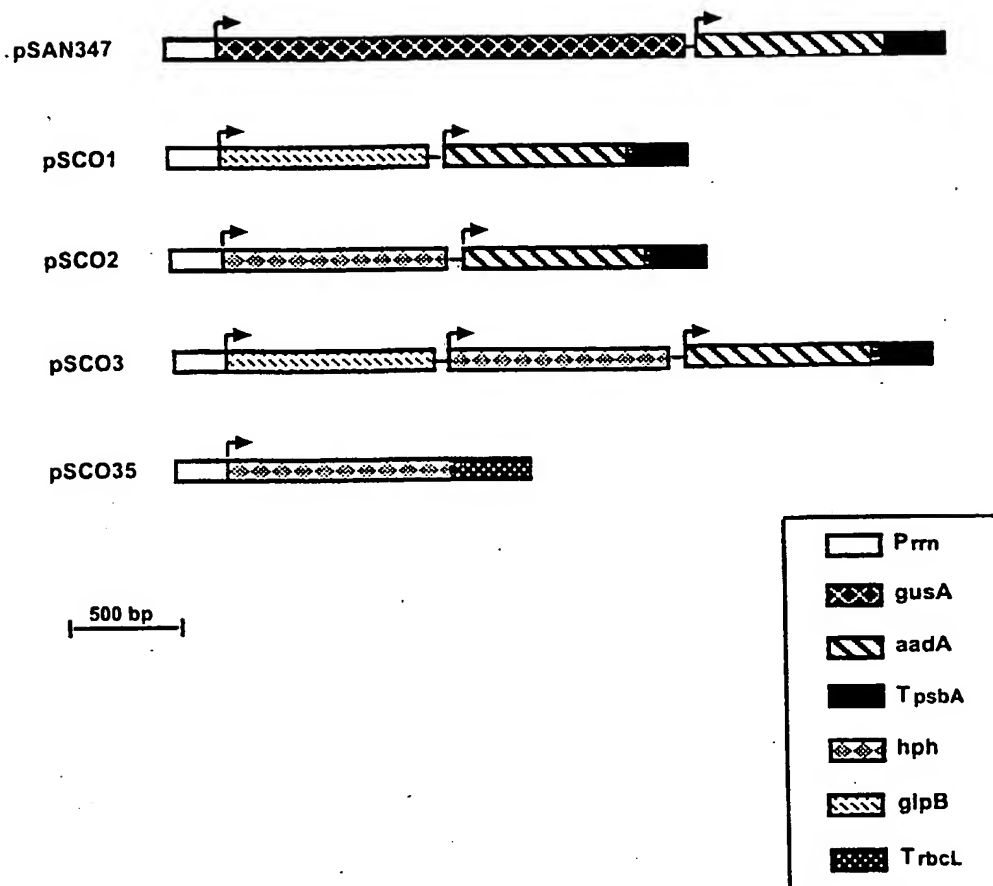 .pSAN347
pSCO1
pSCO2
pSCO3
pSCO35
500 bp
Prrn
gusA
aadA
TpsbA
hph
glpB
TrbcL